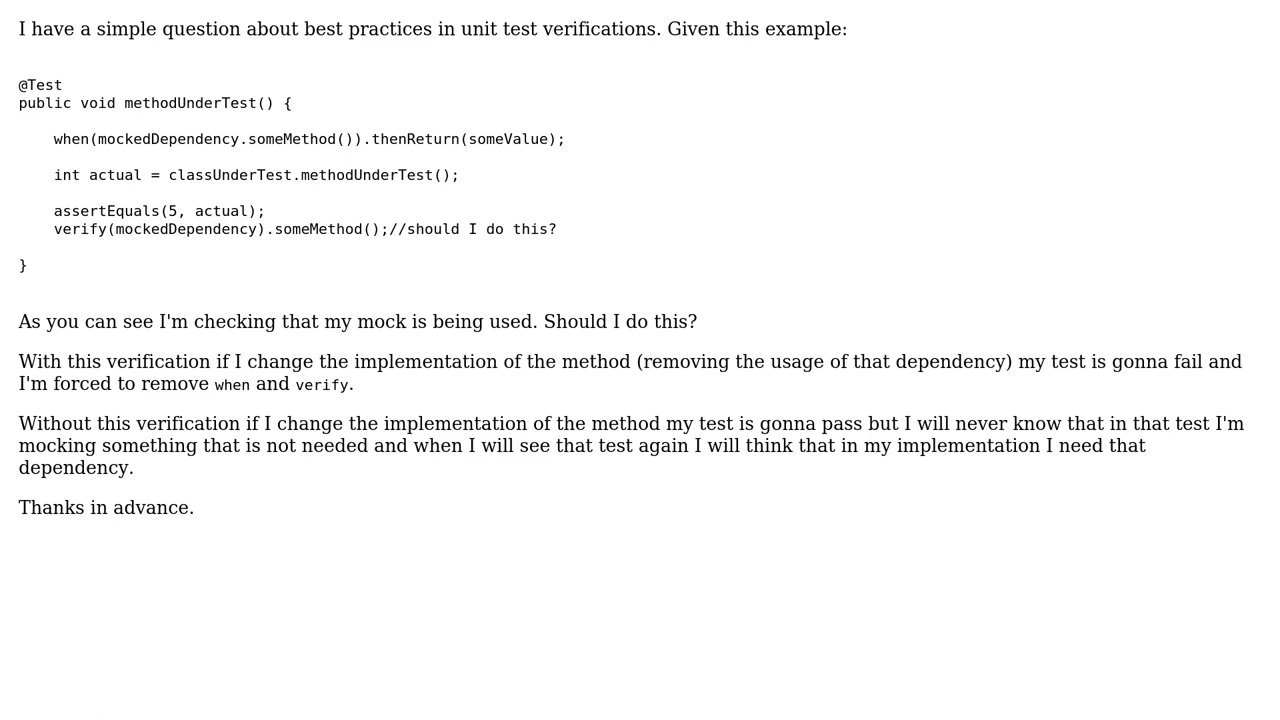 I have a simple question about best practices in unit test verifications. Given this example:
@Test
public void methodUnderTest() {
    when(mockedDependency.someMethod()).thenReturn(someValue);
    int actual = classUnderTest.methodUnderTest();
    assertEquals(5, actual);
    verify(mockedDependency).someMethod();//should I do this?
}
As you can see I'm checking that my mock is being used. Should I do this?
With this verification if I change the implementation of the method (removing the usage of that dependency) my test is gonna fail and
I'm forced to remove when and verify.
Without this verification if I change the implementation of the method my test is gonna pass but I will never know that in that test I'm
mocking something that is not needed and when I will see that test again I will think that in my implementation I need that
dependency.
Thanks in advance.